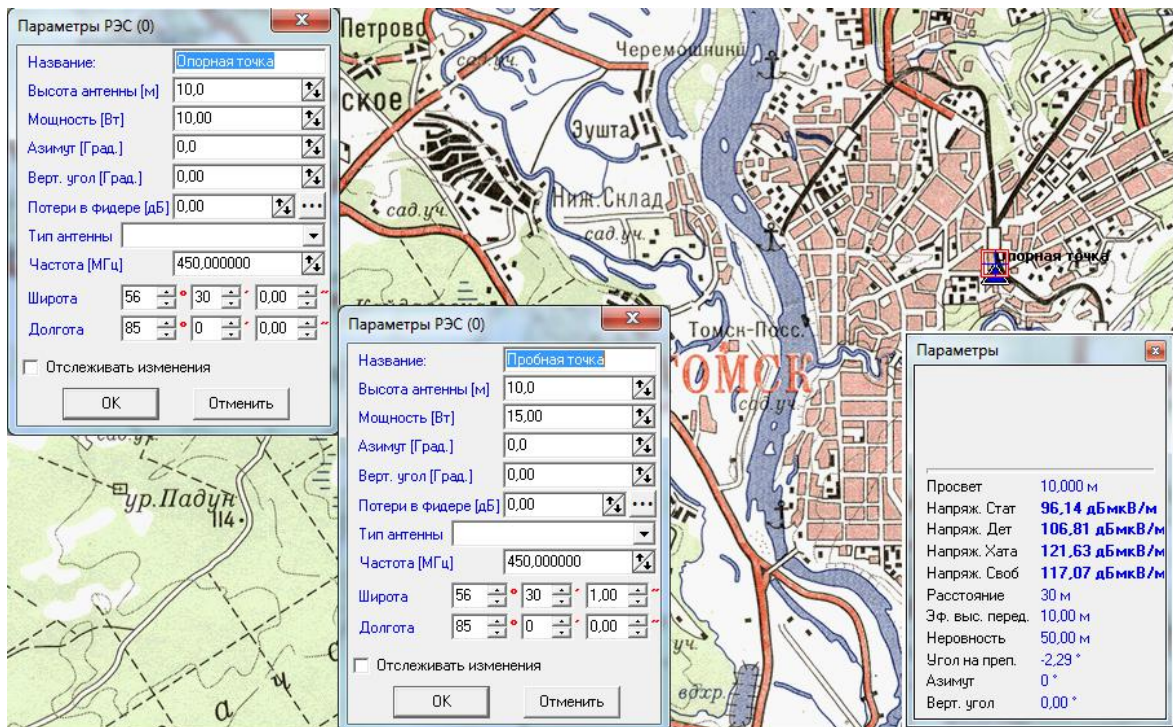 Параметры РЭС (0)
Название: Опорная точка
Высота антенны [м] 10,0
Мощность [Вт] 10,00
Азимут [Град.] 0,0
Верт. угол [Град.] 0,00
Потери в фидере [дБ] 0,00 ...
Тип антенны
Частота [МГц] 450,000000
Широта 56 ° 30 ′ 0,00 ″
Долгота 85 ° 0 ′ 0,00 ″
Отслеживать изменения
OK Отменить
Параметры РЭС (0)
Название: Пробная точка
Высота антенны [м] 10,0
Мощность [Вт] 15,00
Азимут [Град.] 0,0
Верт. угол [Град.] 0,00
Потери в фидере [дБ] 0,00 ...
Тип антенны
Частота [МГц] 450,000000
Широта 56 ° 30 ′ 1,00 ″
Долгота 85 ° 0 ′ 0,00 ″
Отслеживать изменения
OK Отменить
Параметры
Просвет 10,000 м
Напряж. Стат 96,14 дБмкВ/м
Напряж. Дет 106,81 дБмкВ/м
Напряж. Хата 121,63 дБмкВ/м
Напряж. Своб 117,07 дБмкВ/м
Расстояние 30 м
Эф. выс. перед. 10,00 м
Неровность 50,00 м
Угол на преп. -2,29 °
Азимут 0 °
Верт. угол 0,00 °
Петрово
сад.уч.
ское
Черемошники
Эушта
Ниж.Склад
сад.уч.
сад.уч.
Опорная точка
Томск-Посс.
ТОМСК
сад.уч.
сад.уч.
ур.Падун
114
уч.
вдхр.
а
ч